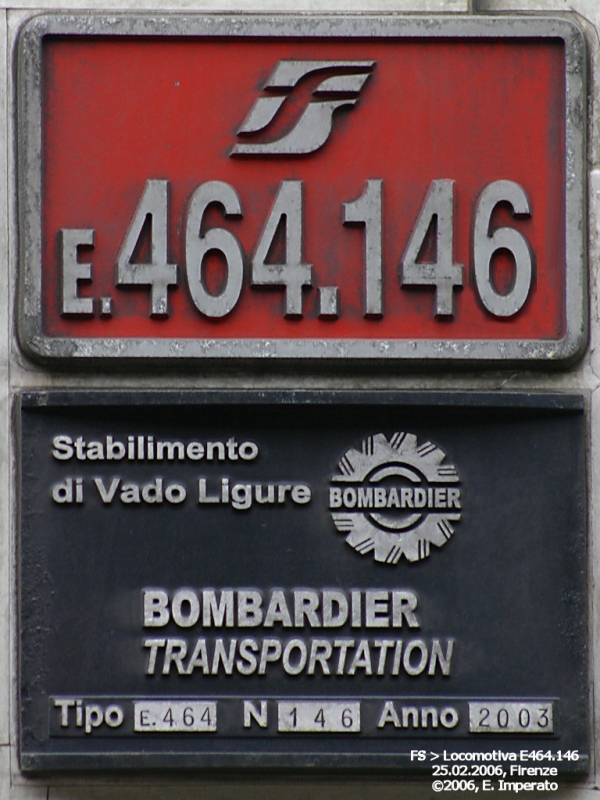 FS
E.464.146
Stabilimento
di Vado Ligure
BOMBARDIER
BOMBARDIER
TRANSPORTATION
Tipo E.464 N 146 Anno 2003
FS > Locomotiva E464.146
25.02.2006, Firenze
©2006, E. Imperato